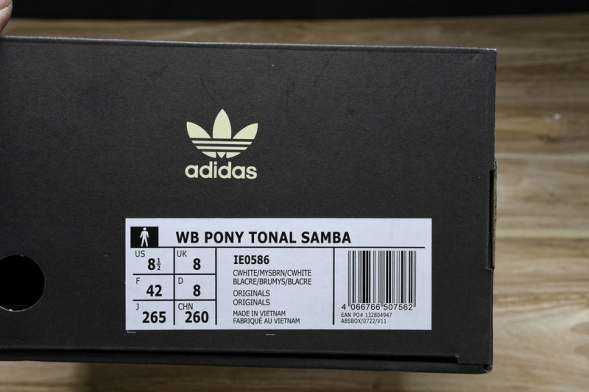 adidas
WB PONY TONAL SAMBA
US 8½ UK 8
F 42 D 8
J 265 CHN 260
IE0586
CWHITE/MYSBRN/CWHITE
BLACRE/BRUMYS/BLACRE
ORIGINALS
ORIGINALS
MADE IN VIETNAM
FABRIQUÉ AU VIETNAM
4 066766 507562
EAN PO# 132804947
ABSBOX/0722/V11